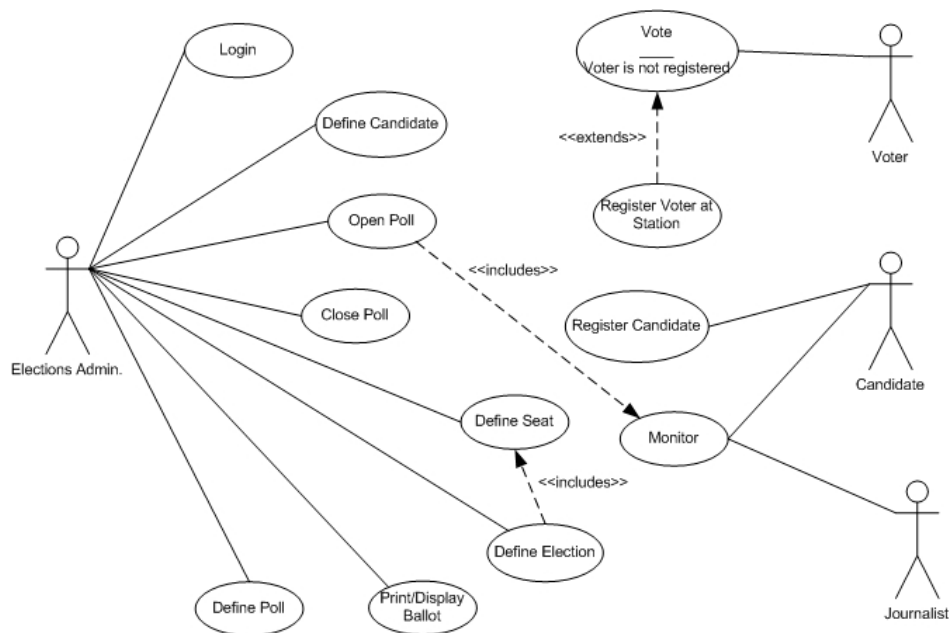 Login
Vote
Voter is not registered
Define Candidate
<<extends>>
Voter
Register Voter at
Station
Open Poll
<<includes>>
Close Poll
Register Candidate
Elections Admin.
Candidate
Define Seat
Monitor
<<includes>>
Define Election
Define Poll
Print/Display
Ballot
Journalist